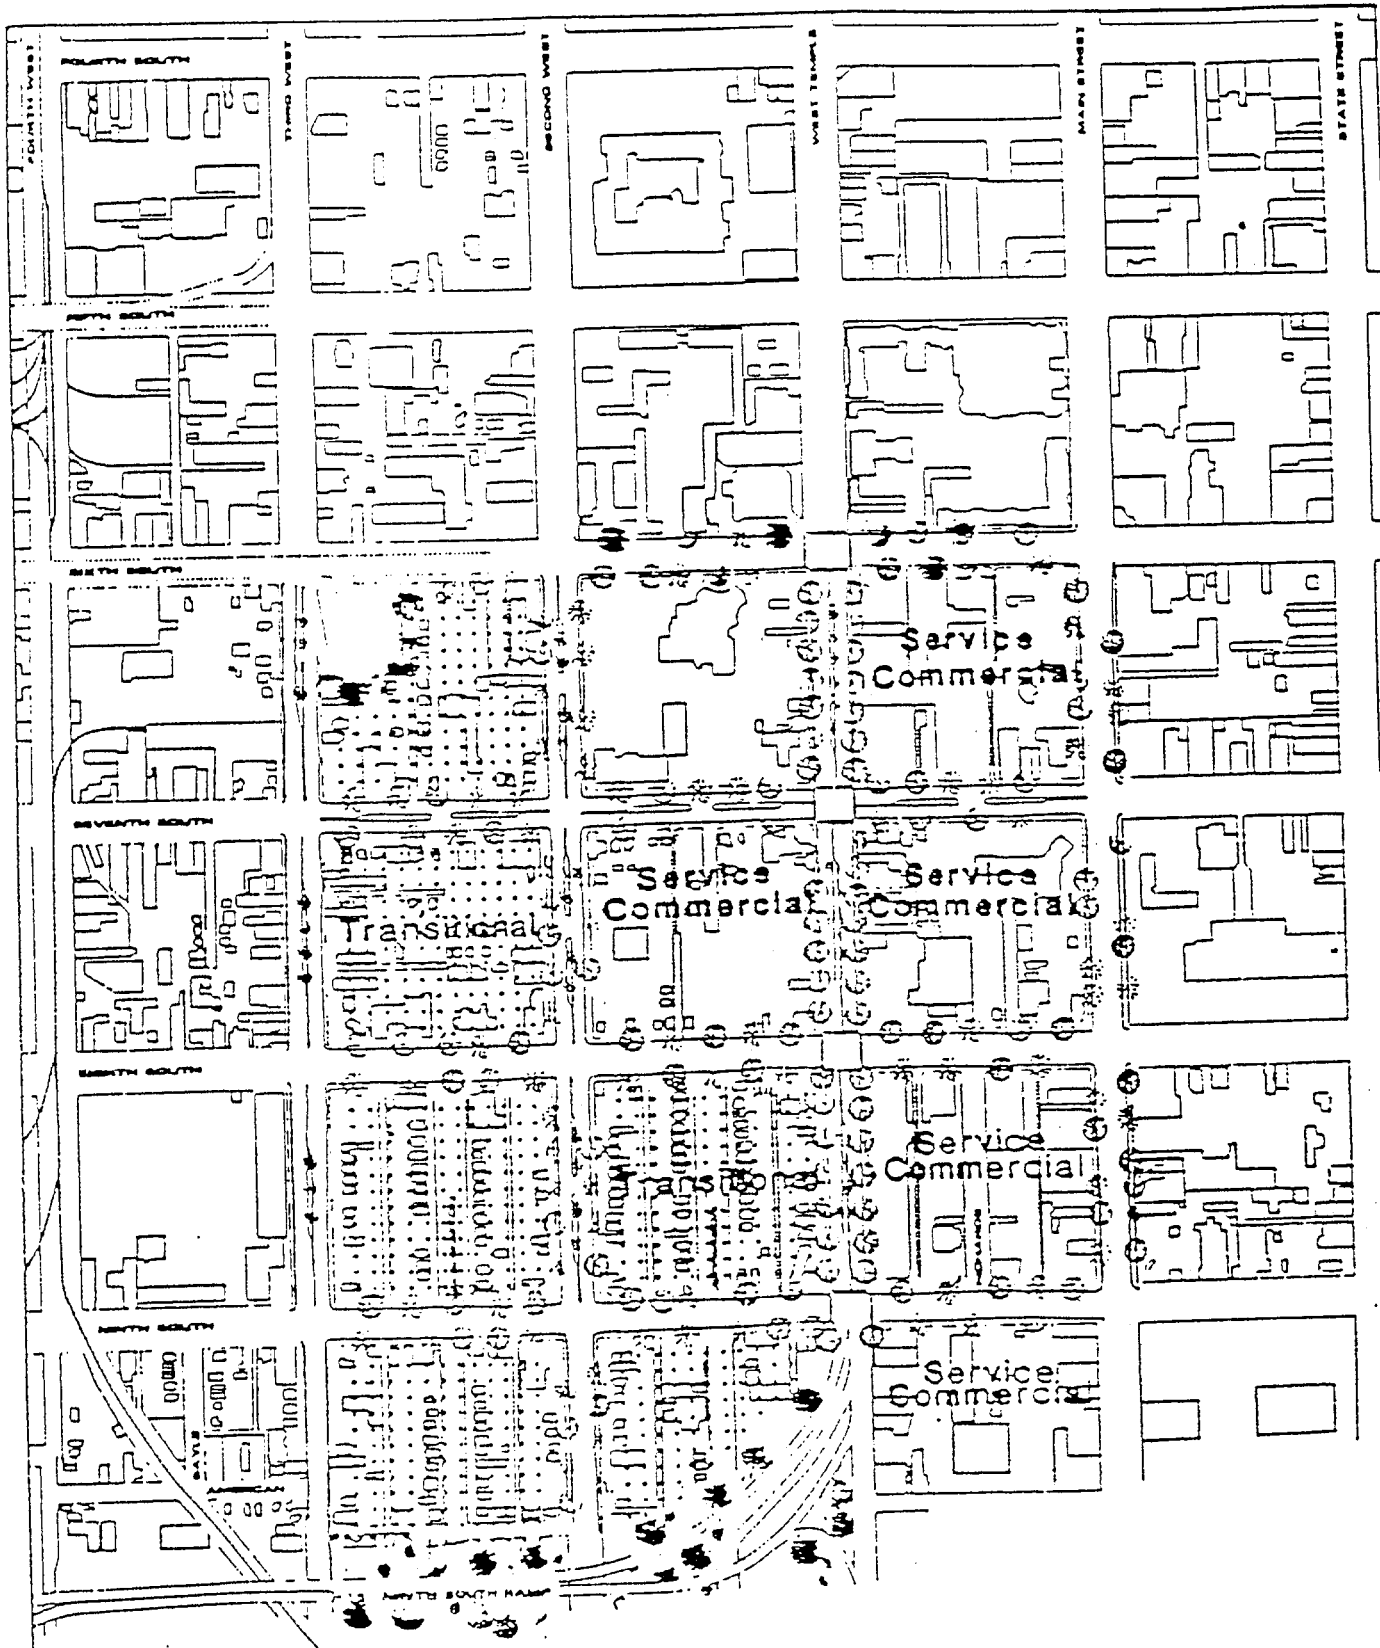 FOURTH SOUTH
FOURTH WEST
THIRD WEST
SECOND WEST
WEST TEMPLE
MAIN STREET
STATE STREET
FIFTH SOUTH
SIXTH SOUTH
Service
Commercial
SEVENTH SOUTH
Service
Commercial
Service
Commercial
Transitional
EIGHTH SOUTH
Service
Commercial
NINTH SOUTH
Service
Commercial
AMERICAN
NINTH SOUTH RAMP